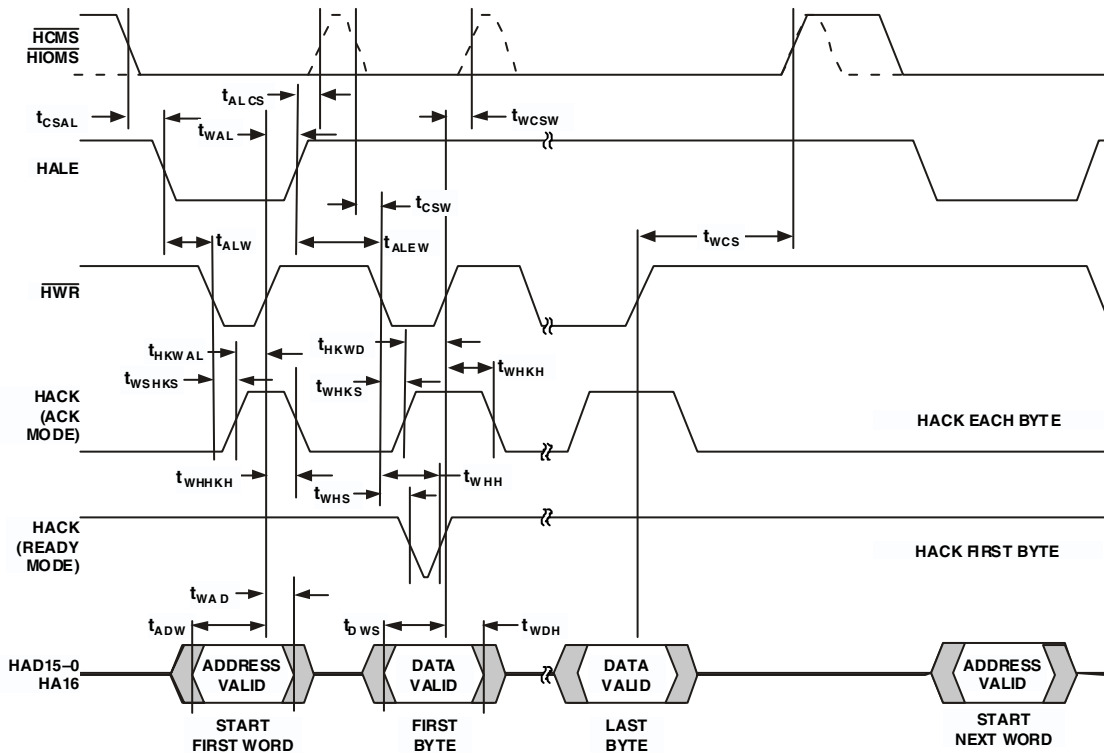 HCMS
HIOMS
tALCS
tCSAL
tWAL
tWCSW
HALE
tCSW
tALW
tALEW
tWCS
HWR
tHKWAL
tHKWD
tWHKH
tWSHKS
tWHKS
HACK
(ACK
MODE)
HACK EACH BYTE
tWHHKH
tWHH
tWHS
HACK
(READY
MODE)
HACK FIRST BYTE
tWAD
tADW
tDWS
tWDH
HAD15–0
HA16
ADDRESS
VALID
DATA
VALID
DATA
VALID
ADDRESS
VALID
START
FIRST WORD
FIRST
BYTE
LAST
BYTE
START
NEXT WORD